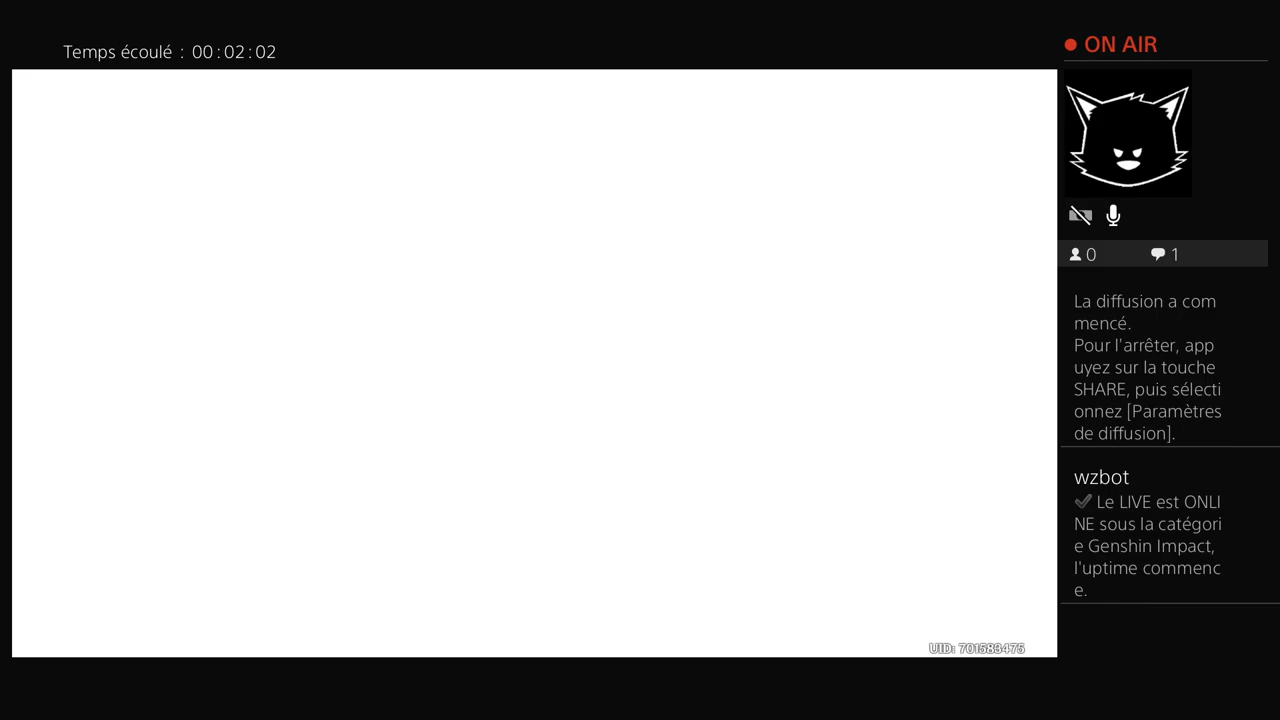 Temps écoulé : 00:02:02
ON AIR
0 1
La diffusion a com
mencé.
Pour l'arrêter, app
uyez sur la touche
SHARE, puis sélecti
onnez [Paramètres
de diffusion].
wzbot
✔ Le LIVE est ONLI
NE sous la catégori
e Genshin Impact,
l'uptime commenc
e.
UID: 701583475